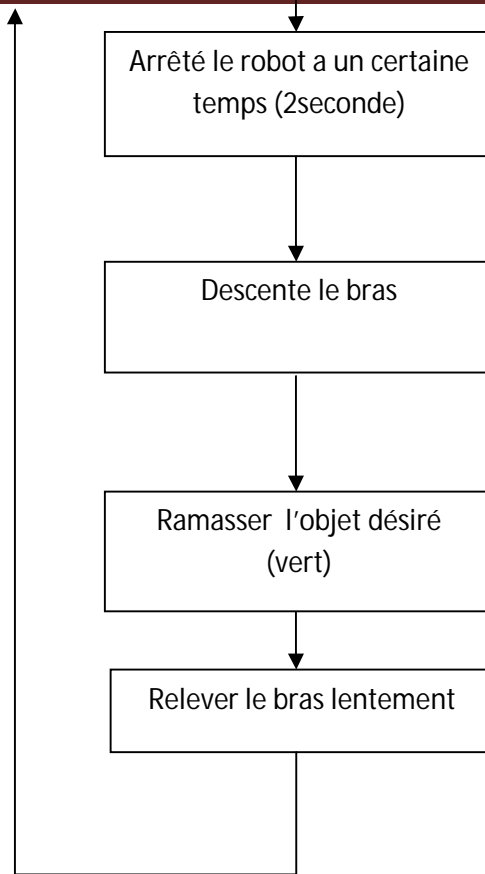 Arrêté le robot a un certaine
temps (2seconde)
Descente le bras
Ramasser l'objet désiré
(vert)
Relever le bras lentement